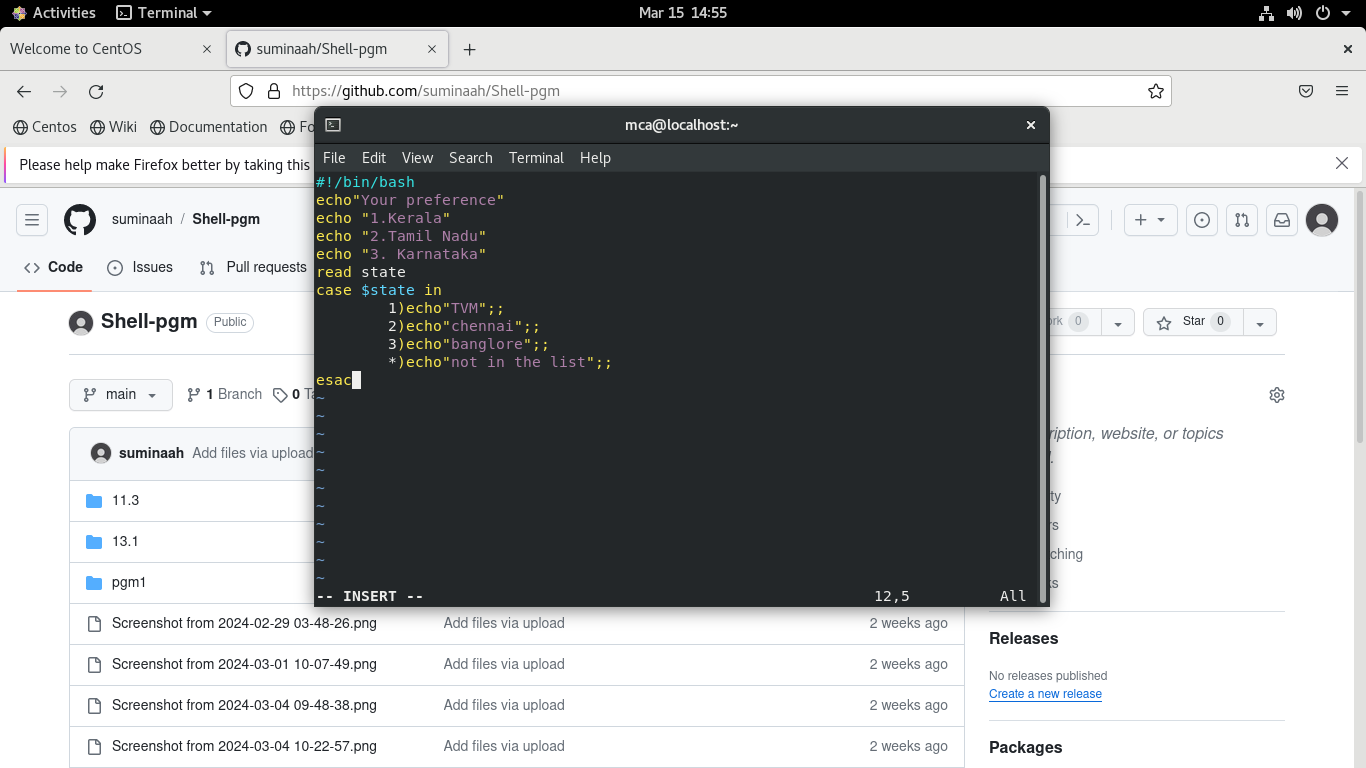 Activities Terminal Mar 15 14:55
Welcome to CentOS suminaah/Shell-pgm
https://github.com/suminaah/Shell-pgm
Centos Wiki Documentation
mca@localhost:~
Please help make Firefox better by taking this
File Edit View Search Terminal Help
#!/bin/bash
echo"Your preference"
echo "1.Kerala"
echo "2.Tamil Nadu"
echo "3. Karnataka"
read state
case $state in
1)echo"TVM";;
2)echo"chennai";;
3)echo"banglore";;
*)echo"not in the list";;
esac
~
~
~
~
~
~
~
~
~
~
~
-- INSERT -- 12,5 All
suminaah / Shell-pgm
Code Issues Pull requests
Shell-pgm Public 0 Star 0
main 1 Branch 0
suminaah Add files via upload
ription, website, or topics
11.3
13.1
pgm1
Screenshot from 2024-02-29 03-48-26.png Add files via upload 2 weeks ago
Screenshot from 2024-03-01 10-07-49.png Add files via upload 2 weeks ago
Screenshot from 2024-03-04 09-48-38.png Add files via upload 2 weeks ago
Screenshot from 2024-03-04 10-22-57.png Add files via upload 2 weeks ago
Releases
No releases published
Create a new release
Packages